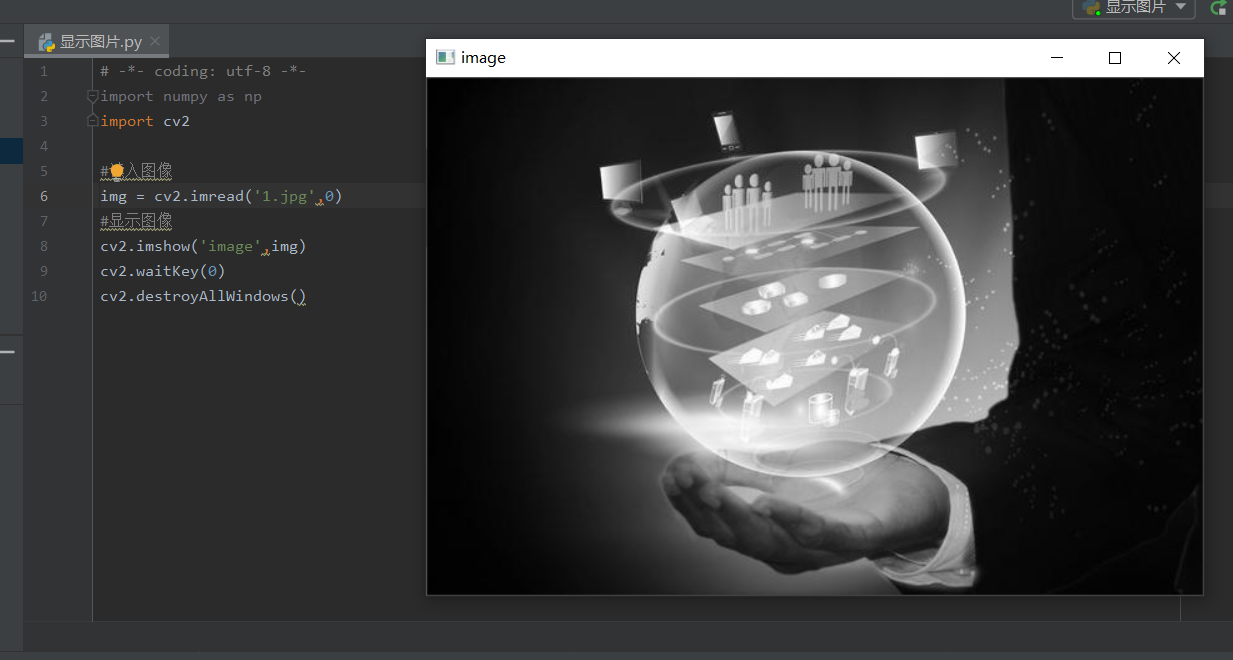 显示图片
显示图片.py
image
1 # -*- coding: utf-8 -*-
2 import numpy as np
3 import cv2
4
5 #入图像
6 img = cv2.imread('1.jpg',0)
7 #显示图像
8 cv2.imshow('image',img)
9 cv2.waitKey(0)
10 cv2.destroyAllWindows()